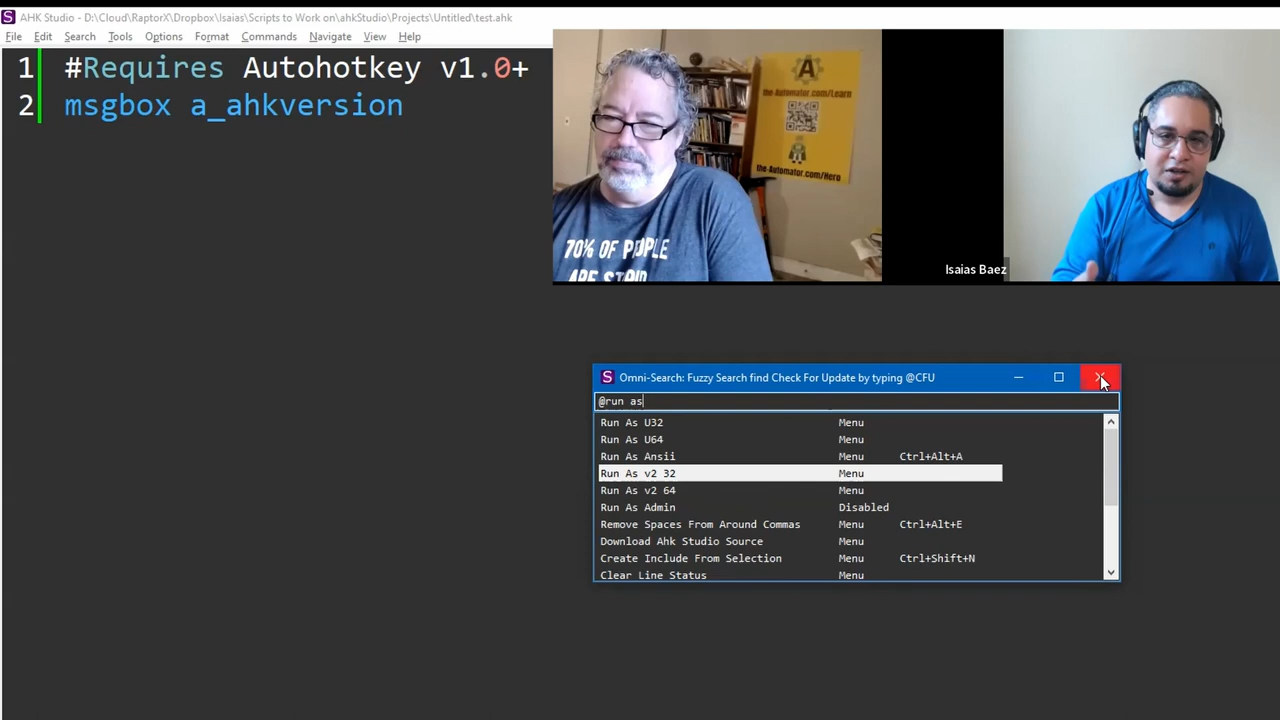 AHK Studio - D:\Cloud\RaptorX\Dropbox\Isaias\Scripts to Work on\ahkStudio\Projects\Untitled\test.ahk
File Edit Search Tools Options Format Commands Navigate View Help
1 #Requires Autohotkey v1.0+
2 msgbox a_ahkversion
the-Automator.com/Learn
the-Automator.com/Hero
70% OF PEOPLE
ARE STUPID
Isaias Baez
Omni-Search: Fuzzy Search find Check For Update by typing @CFU
@run as
Run As U32 Menu
Run As U64 Menu
Run As Ansii Menu Ctrl+Alt+A
Run As v2 32 Menu
Run As v2 64 Menu
Run As Admin Disabled
Remove Spaces From Around Commas Menu Ctrl+Alt+E
Download Ahk Studio Source Menu
Create Include From Selection Menu Ctrl+Shift+N
Clear Line Status Menu